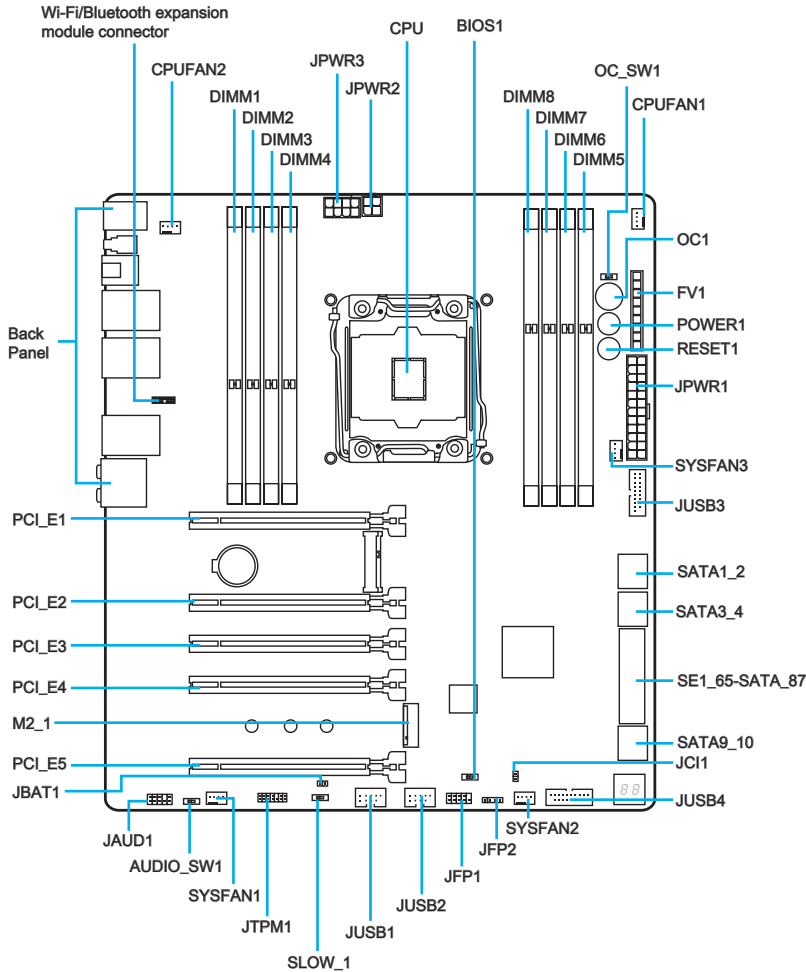 Wi-Fi/Bluetooth expansion
module connector
CPU
BIOS1
CPUFAN2
JPWR3
JPWR2
OC_SW1
DIMM1
DIMM2
DIMM3
DIMM4
DIMM8
DIMM7
DIMM6
DIMM5
CPUFAN1
OC1
FV1
POWER1
RESET1
Back
Panel
JPWR1
SYSFAN3
JUSB3
PCI_E1
SATA1_2
PCI_E2
SATA3_4
PCI_E3
PCI_E4
SE1_65-SATA_87
M2_1
SATA9_10
PCI_E5
JCI1
JBAT1
88
JUSB4
JAUD1
AUDIO_SW1
SYSFAN1
JTPM1
SLOW_1
JUSB1
JUSB2
JFP1
JFP2
SYSFAN2